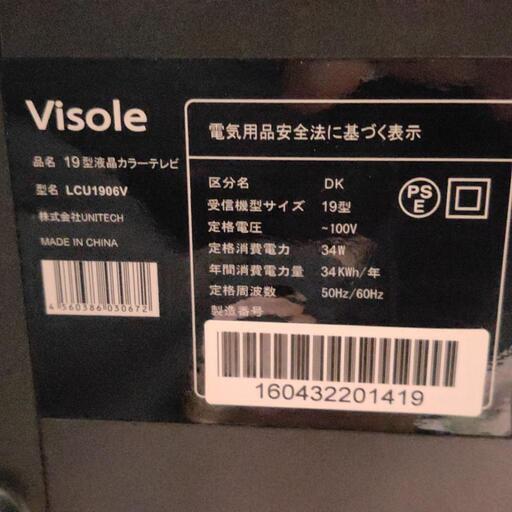 Visole
品名 19型液晶カラーテレビ
型名 LCU1906V
株式会社UNITECH
MADE IN CHINA
4 560386 030672
電気用品安全法に基づく表示
区分名 DK
受信機型サイズ 19型
定格電圧 ~100V
定格消費電力 34W
年間消費電力量 34KWh/年
定格周波数 50Hz/60Hz
製造番号
PS
E
160432201419